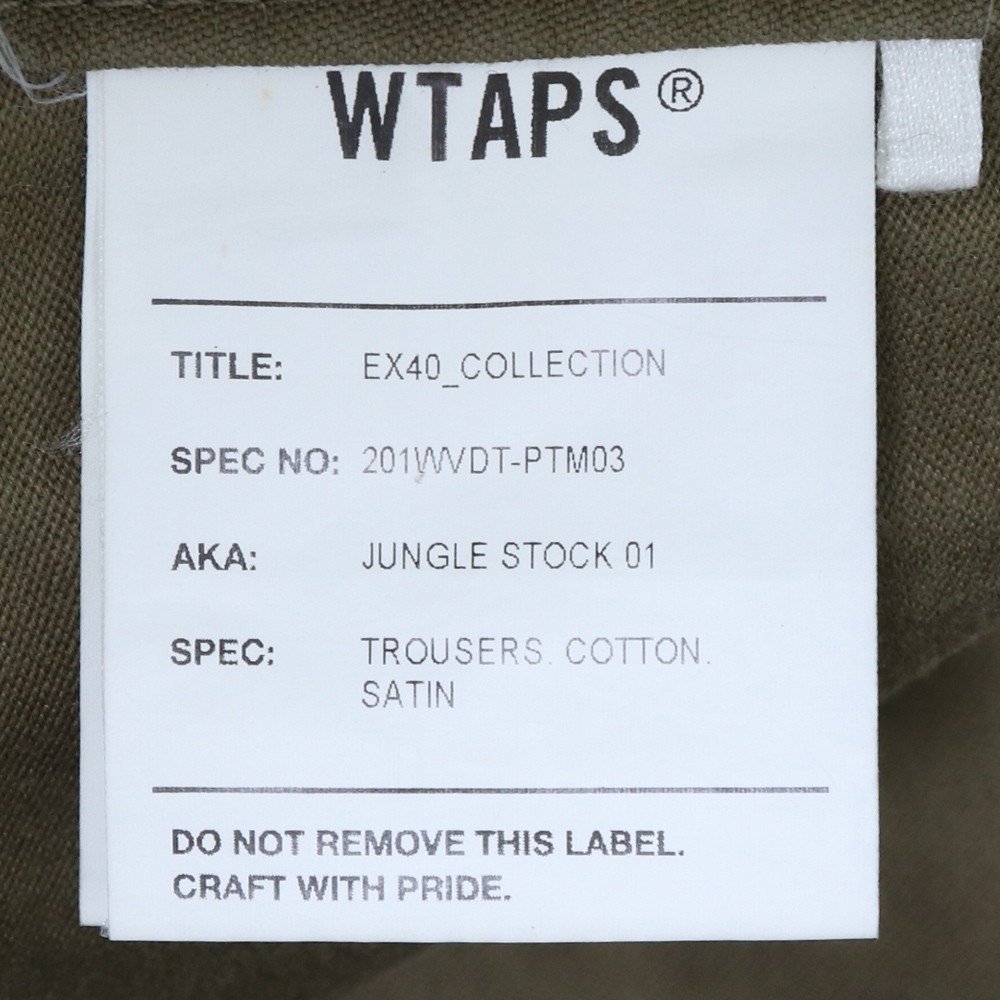 WTAPS®
TITLE: EX40_COLLECTION
SPEC NO: 201WVDT-PTM03
AKA: JUNGLE STOCK 01
SPEC: TROUSERS. COTTON.
SATIN
DO NOT REMOVE THIS LABEL.
CRAFT WITH PRIDE.